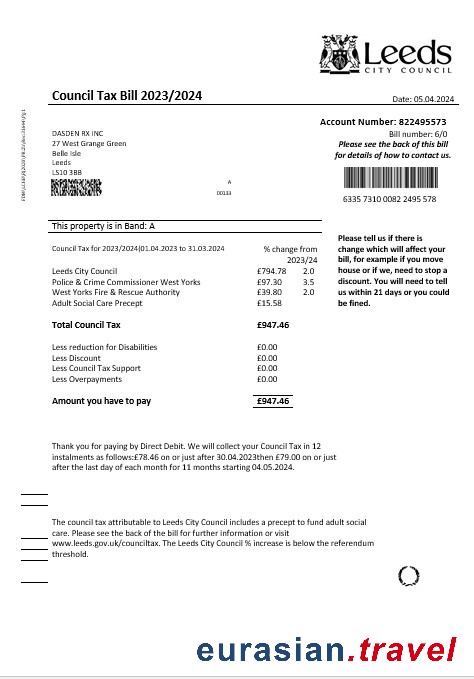 Leeds
CITY COUNCIL
Council Tax Bill 2023/2024
Date: 05.04.2024
Account Number: 822495573
Bill number: 6/0
Please see the back of this bill
for details of how to contact us.
6335 7310 0082 2495 578
DASDEN RX INC
27 West Grange Green
Belle Isle
Leeds
LS10 3BB
A
00133
This property is in Band: A
Council Tax for 2023/2024(01.04.2023 to 31.03.2024 % change from
2023/24
Leeds City Council £794.78 2.0
Police & Crime Commissioner West Yorks £97.30 3.5
West Yorks Fire & Rescue Authority £39.80 2.0
Adult Social Care Precept £15.58
Total Council Tax £947.46
Less reduction for Disabilities £0.00
Less Discount £0.00
Less Council Tax Support £0.00
Less Overpayments £0.00
Amount you have to pay £947.46
Please tell us if there is
change which will affect your
bill, for example if you move
house or if we, need to stop a
discount. You will need to tell
us within 21 days or you could
be fined.
Thank you for paying by Direct Debit. We will collect your Council Tax in 12
instalments as follows:£78.46 on or just after 30.04.2023then £79.00 on or just
after the last day of each month for 11 months starting 04.05.2024.
The council tax attributable to Leeds City Council includes a precept to fund adult social
care. Please see the back of the bill for further information or visit
www.leeds.gov.uk/counciltax. The Leeds City Council % increase is below the referendum
threshold.
eurasian.travel